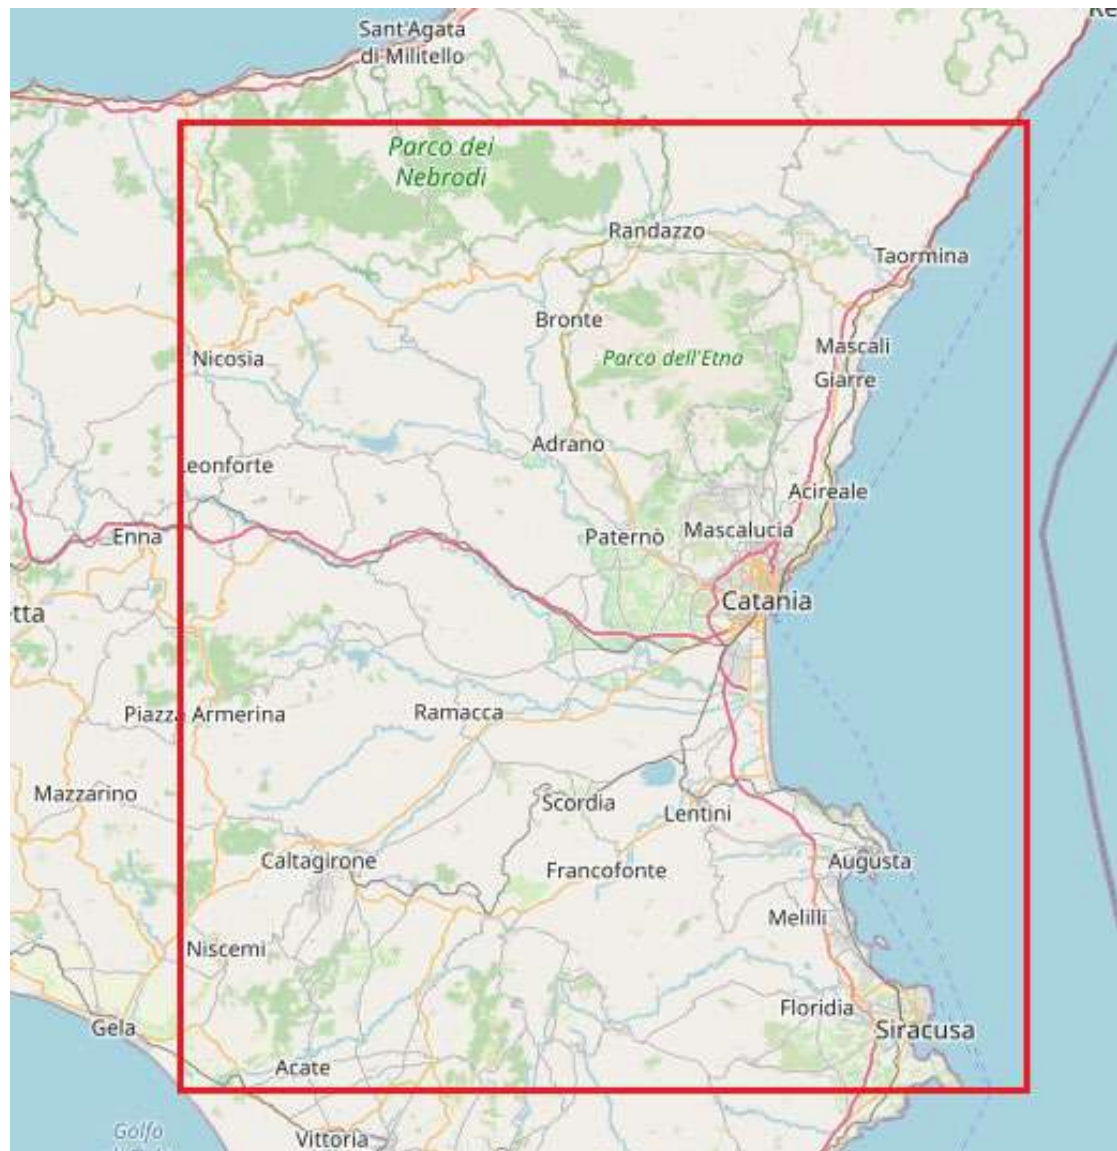 Sant'Agata
di Militello
Parco dei
Nebrodi
Randazzo
Taormina
Bronte
Mascali
Nicosia
Parco dell'Etna
Giarre
Adrano
Leonforte
Acireale
Enna
Paternò
Mascalucia
Catania
etta
Piazza Armerina
Ramacca
Mazzarino
Scordia
Lentini
Caltagirone
Augusta
Francofonte
Melilli
Niscemi
Floridia
Gela
Siracusa
Acate
Golfo
Vittoria